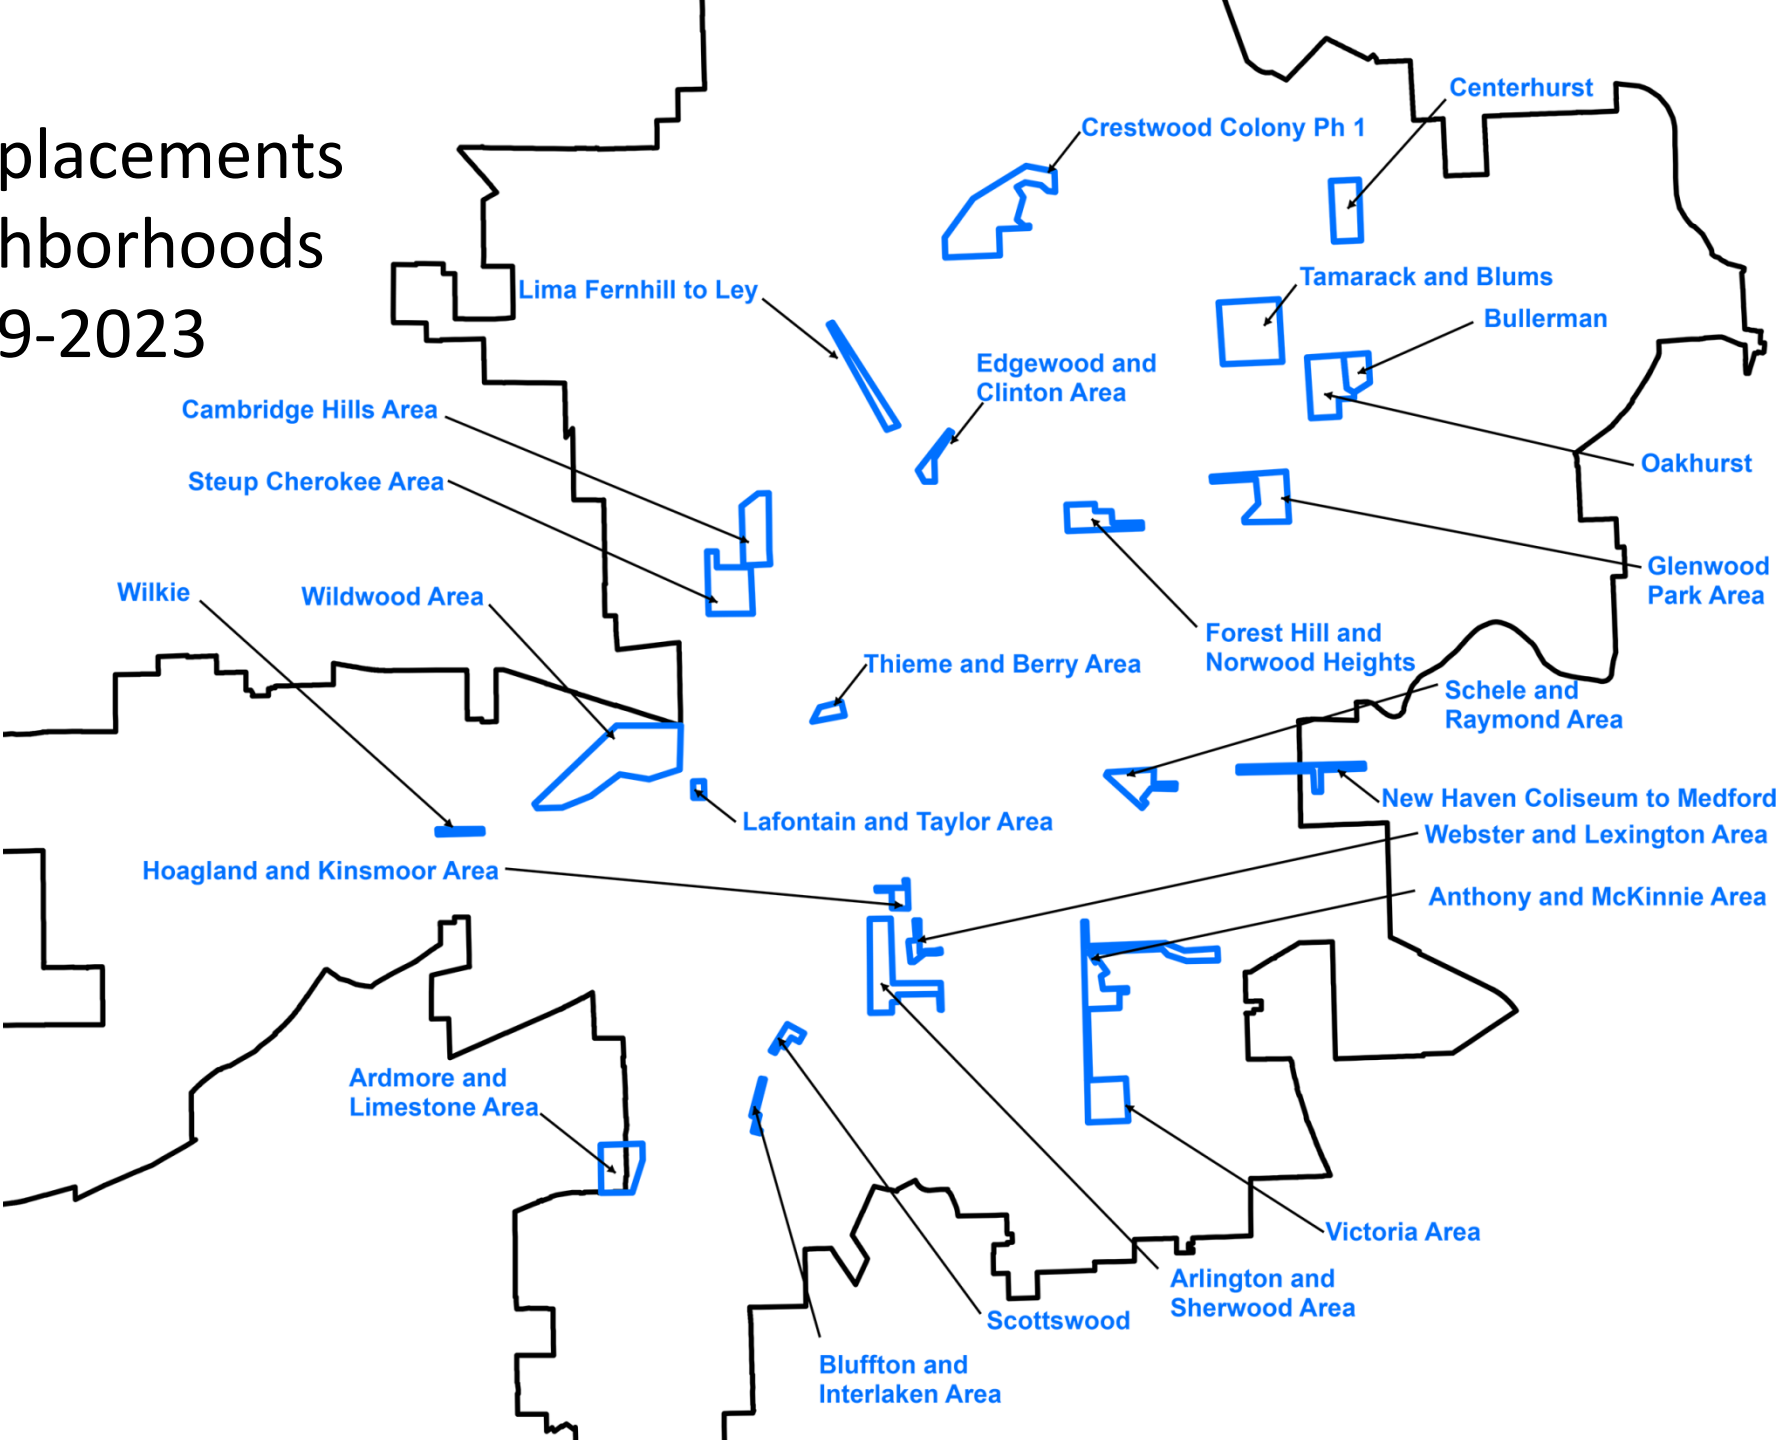 placements
hborhoods
9-2023
Centerhurst
Crestwood Colony Ph 1
Tamarack and Blums
Lima Fernhill to Ley
Bullerman
Edgewood and
Clinton Area
Cambridge Hills Area
Oakhurst
Steup Cherokee Area
Glenwood
Park Area
Wilkie
Wildwood Area
Forest Hill and
Norwood Heights
Thieme and Berry Area
Schele and
Raymond Area
New Haven Coliseum to Medford
Lafontain and Taylor Area
Webster and Lexington Area
Hoagland and Kinsmoor Area
Anthony and McKinnie Area
Ardmore and
Limestone Area
Victoria Area
Arlington and
Sherwood Area
Scottswood
Bluffton and
Interlaken Area